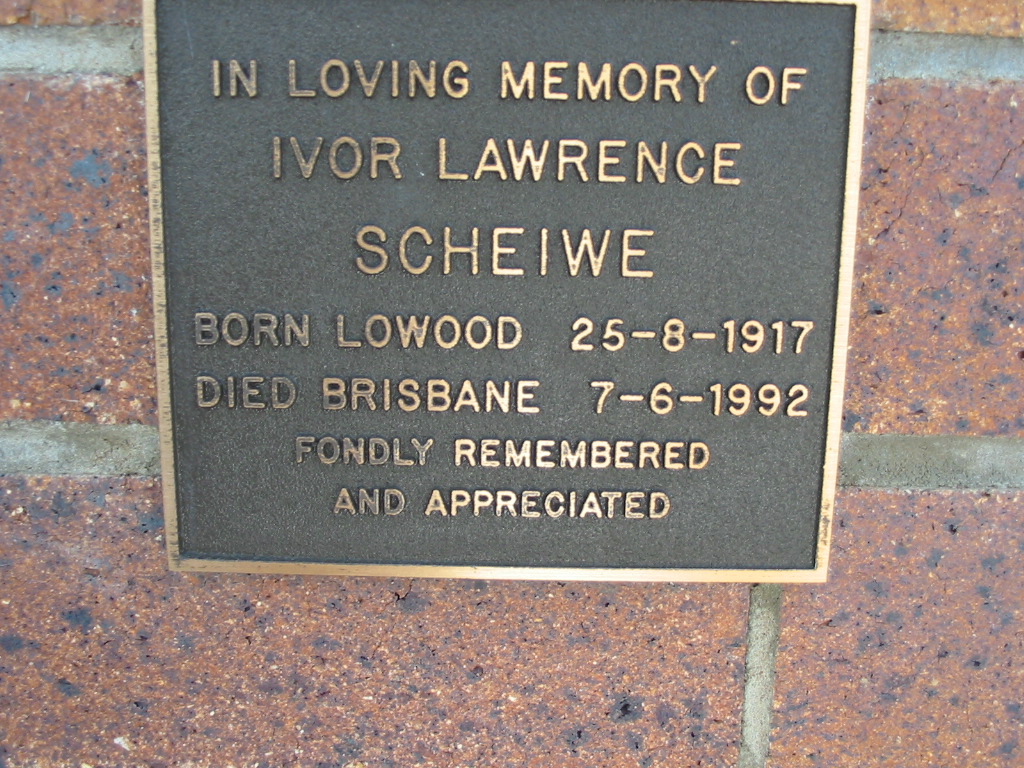 IN LOVING MEMORY OF
IVOR LAWRENCE
SCHEIWE
BORN LOWOOD 25-8-1917
DIED BRISBANE 7-6-1992
FONDLY REMEMBERED
AND APPRECIATED